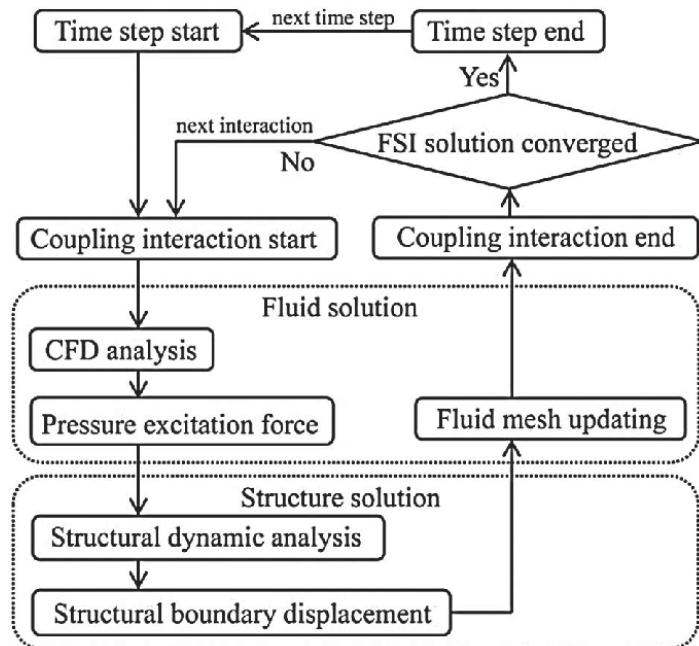 Time step start
next time step
Time step end
Yes
next interaction
No
FSI solution converged
Coupling interaction start
Coupling interaction end
Fluid solution
CFD analysis
Pressure excitation force
Fluid mesh updating
Structure solution
Structural dynamic analysis
Structural boundary displacement